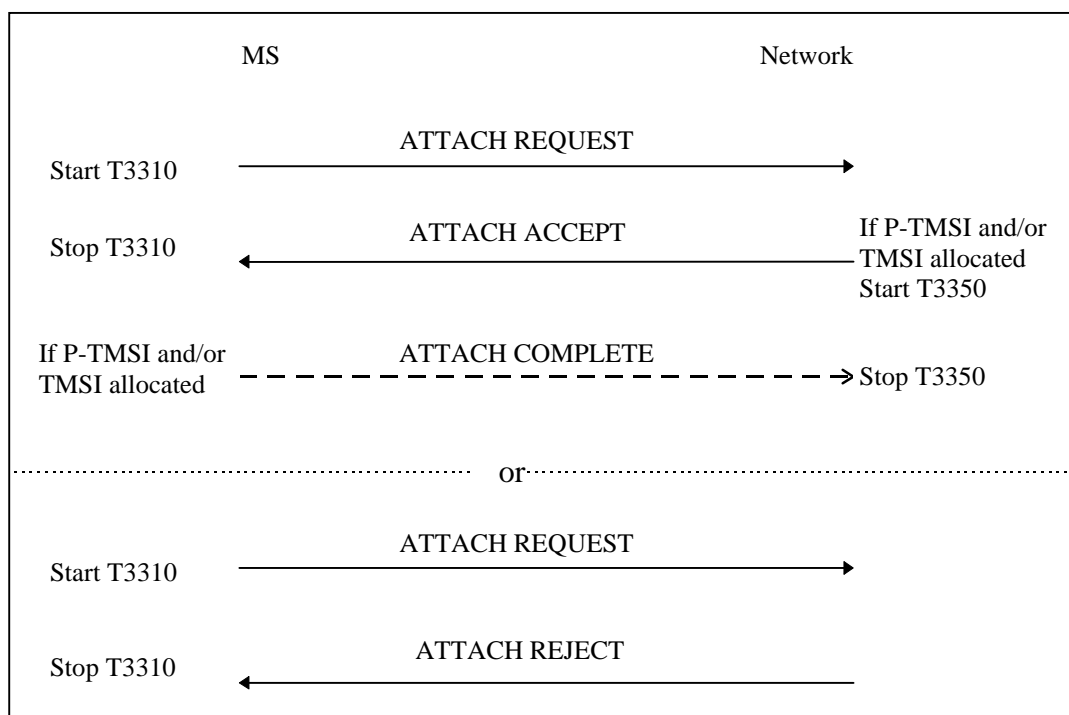 MS Network
ATTACH REQUEST
Start T3310
ATTACH ACCEPT
Stop T3310
If P-TMSI and/or
TMSI allocated
Start T3350
If P-TMSI and/or
TMSI allocated
ATTACH COMPLETE
Stop T3350
or
ATTACH REQUEST
Start T3310
ATTACH REJECT
Stop T3310